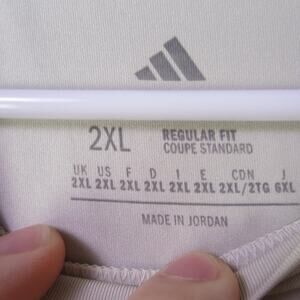 2XL REGULAR FIT
COUPE STANDARD
UK US F D I E CDN J
2XL 2XL 2XL 2XL 2XL 2XL 2XL/2TG 6XL
MADE IN JORDAN